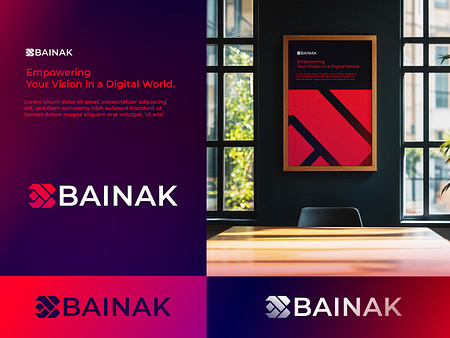 BAINAK
Empowering
Your Vision in a Digital World.
Lorem ipsum dolor sit amet, consectetuer adipiscing
elit, sed diam nonummy nibh euismod tincidunt ut
laoreet dolore magna aliquam erat volutpat. Ut wisi
BAINAK
BAINAK
Empowering
Your Vision in a Digital World.
BAINAK
BAINAK